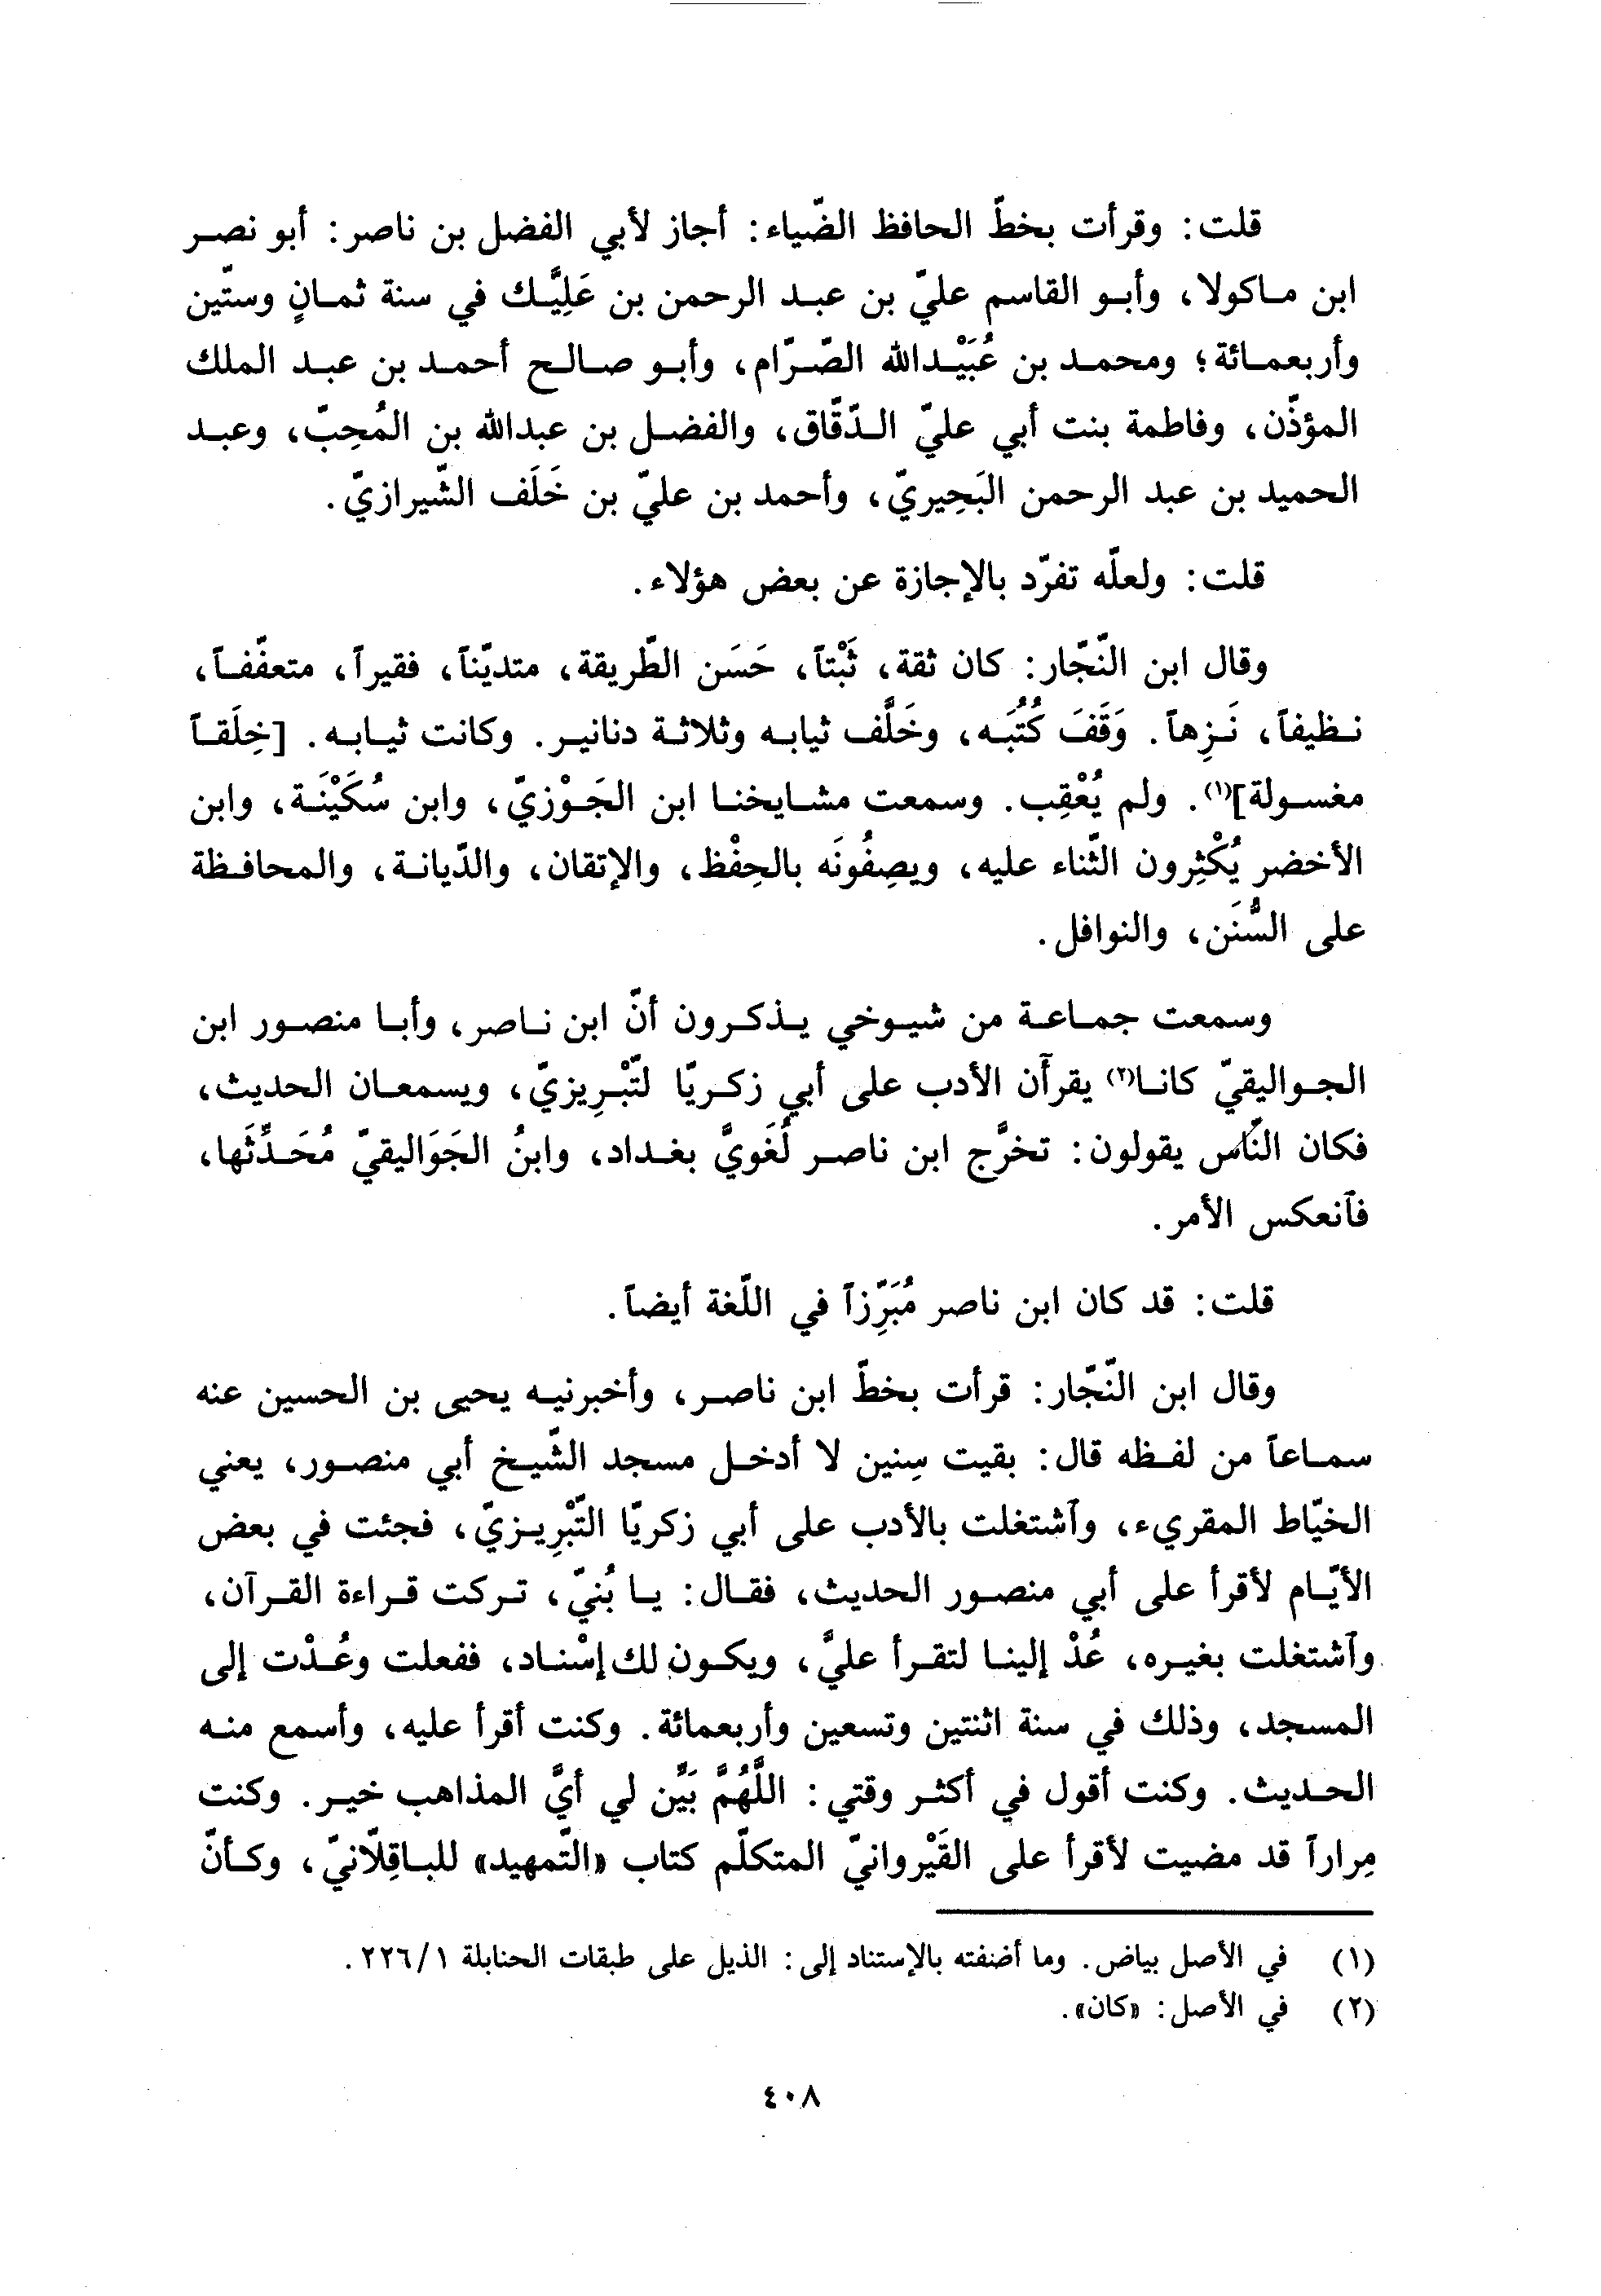 قلت: وقرأت بخطّ الحافظ الضّياء: أجاز لأبي الفضل بن ناصر: أبو نصر
ابن ماكولا، وأبو القاسم عليّ بن عبد الرحمن بن عَلِيَّك في سنة ثمانٍ وستّين
وأربعمائة؛ ومحمد بن عُبَيْدالله الصّرّام، وأبو صالح أحمد بن عبد الملك
المؤذّن، وفاطمة بنت أبي عليّ الدّقّاق، والفضل بن عبدالله بن المُحِبّ، وعبد
الحميد بن عبد الرحمن البَحِيريّ، وأحمد بن عليّ بن خَلَف الشّيرازيّ.
قلت: ولعلّه تفرّد بالإجازة عن بعض هؤلاء.
وقال ابن النّجّار: كان ثقة، ثَبْتاً، حَسَن الطّريقة، متديّناً، فقيراً، متعفّفاً،
نظيفاً، نَزِهاً. وَقَفَ كُتُبَه، وخَلَّف ثيابه وثلاثة دنانير. وكانت ثيابه. [خِلَقاً
مغسولة](١). ولم يُعْقِب. وسمعت مشايخنا ابن الجَوْزيّ، وابن سُكَيْنَة، وابن
الأخضر يُكْثِرون الثّناء عليه، ويصِفُونَه بالحِفْظ، والإتقان، والدّيانة، والمحافظة
على السُّنَن، والنوافل.
وسمعت جماعة من شيوخي يذكرون أنّ ابن ناصر، وأبا منصور ابن
الجواليقيّ كانا(٢) يقرآن الأدب على أبي زكريّا لتّبْرِيزيّ، ويسمعان الحديث،
فكان النّاس يقولون: تخرَّج ابن ناصر لُغَويَّ بغداد، وابنُ الجَوَاليقيّ مُحَدِّثَها،
فآنعكس الأمر.
قلت: قد كان ابن ناصر مُبَرِّزاً في اللّغة أيضاً.
وقال ابن النّجّار: قرأت بخطّ ابن ناصر، وأخبرنيه يحيى بن الحسين عنه
سماعاً من لفظه قال: بقيت سِنين لا أدخل مسجد الشّيخ أبي منصور، يعني
الخيّاط المقريء، وآشتغلت بالأدب على أبي زكريّا التّبْرِيزيّ، فجئت في بعض
الأيّام لأقرأ على أبي منصور الحديث، فقال: يا بُنيّ، تركت قراءة القرآن،
وآشتغلت بغيره، عُدْ إلينا لتقرأ عليَّ، ويكون لك إسْناد، ففعلت وعُدْت إلى
المسجد، وذلك في سنة اثنتين وتسعين وأربعمائة. وكنت أقرأ عليه، وأسمع منه
الحديث. وكنت أقول في أكثر وقتي: اللَّهُمَّ بَيَّن لي أيَّ المذاهب خير. وكنت
مِراراً قد مضيت لأقرأ على القَيْروانيّ المتكلّم كتاب «التّمهيد» للباقِلّانيّ، وكأنّ
(١) في الأصل بياض. وما أضنفته بالإستناد إلى: الذيل على طبقات الحنابلة ٢٢٦/١.
(٢) في الأصل: «كان».
٤٠٨